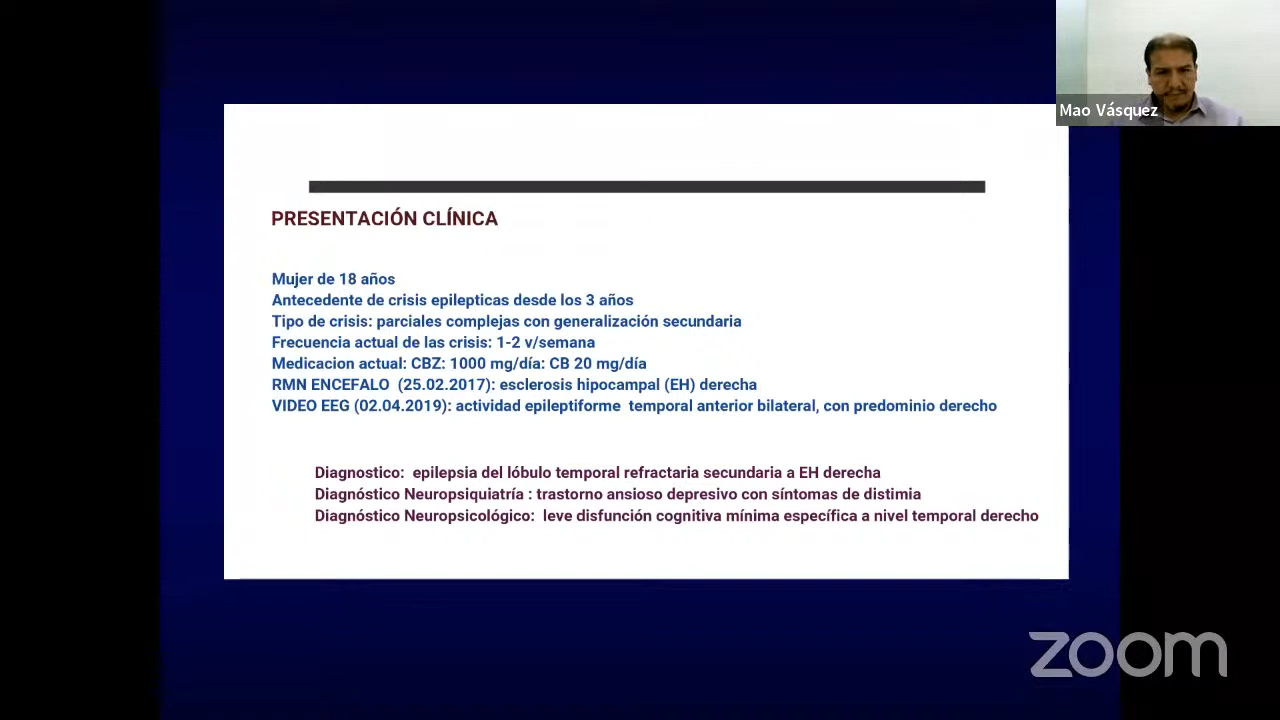 Mao Vásquez
PRESENTACIÓN CLÍNICA
Mujer de 18 años
Antecedente de crisis epilepticas desde los 3 años
Tipo de crisis: parciales complejas con generalización secundaria
Frecuencia actual de las crisis: 1-2 v/semana
Medicacion actual: CBZ: 1000 mg/día: CB 20 mg/día
RMN ENCEFALO (25.02.2017): esclerosis hipocampal (EH) derecha
VIDEO EEG (02.04.2019): actividad epileptiforme temporal anterior bilateral, con predominio derecho
Diagnostico: epilepsia del lóbulo temporal refractaria secundaria a EH derecha
Diagnóstico Neuropsiquiatría : trastorno ansioso depresivo con síntomas de distimia
Diagnóstico Neuropsicológico: leve disfunción cognitiva mínima específica a nivel temporal derecho
zoom